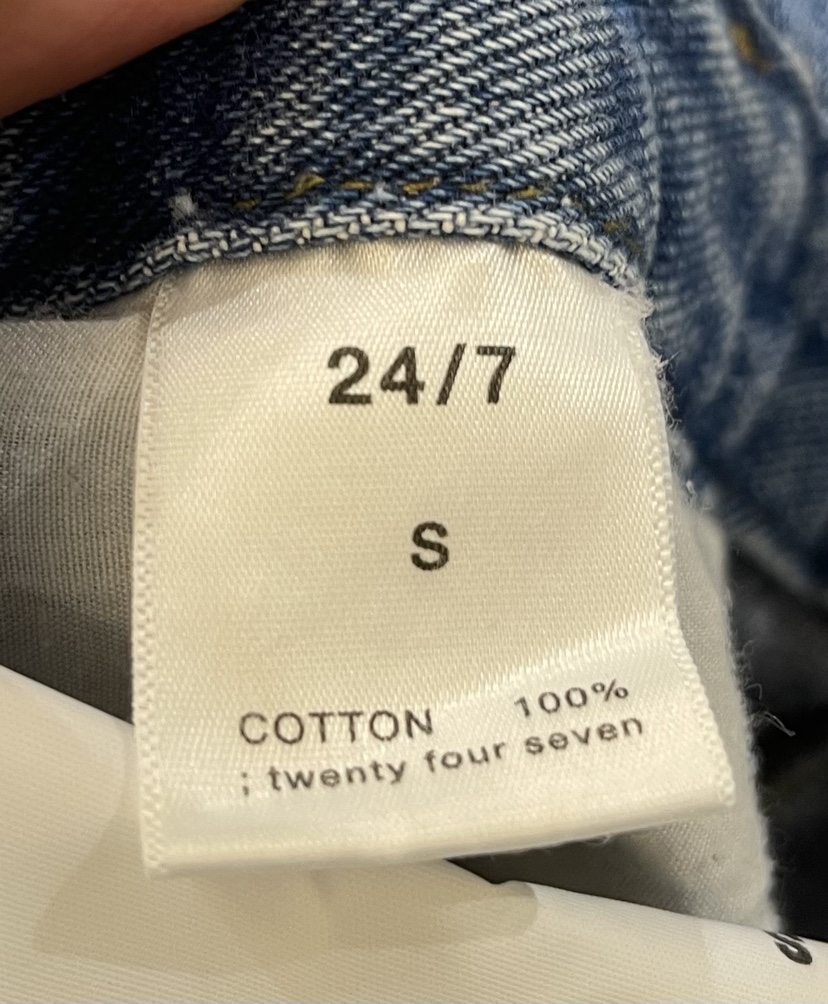 24/7
S
COTTON 100%
; twenty four seven